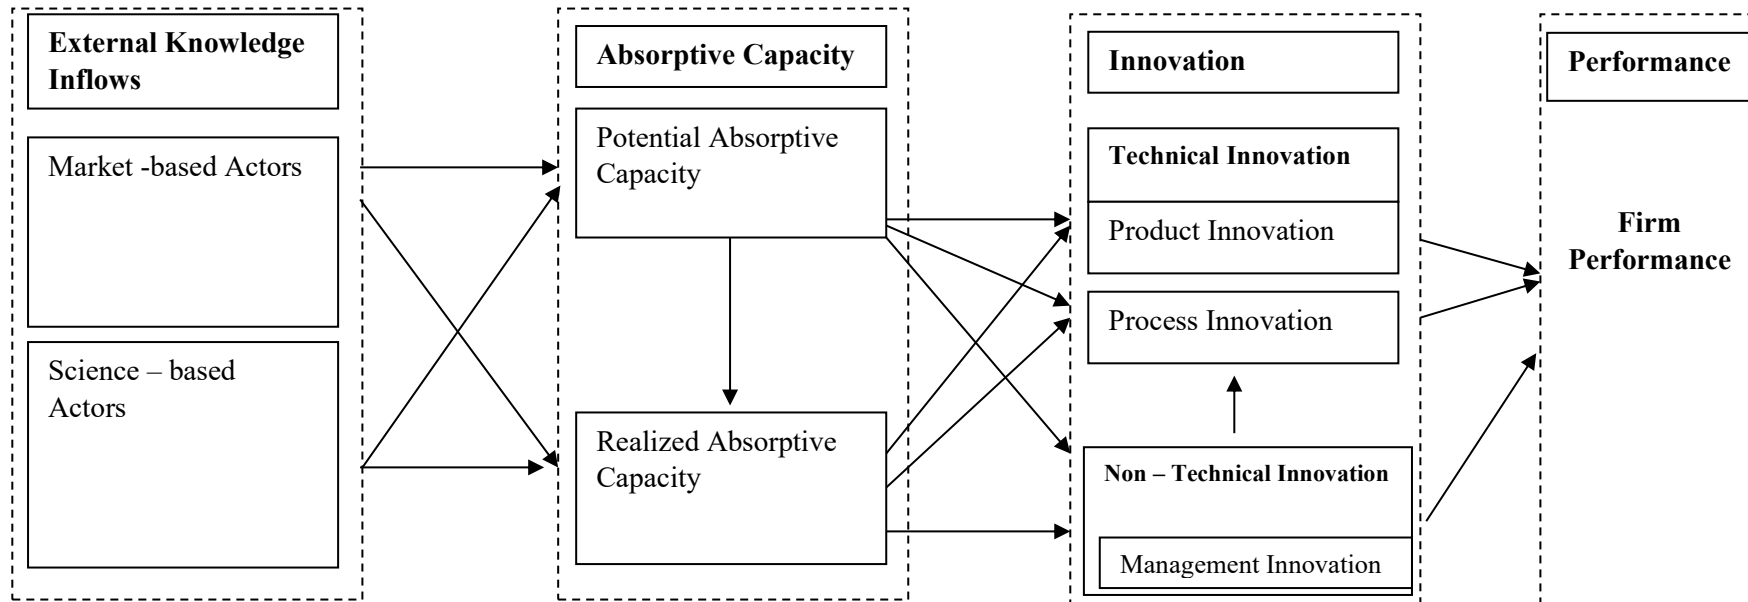 External Knowledge
Inflows
Market -based Actors
Science – based
Actors
Absorptive Capacity
Potential Absorptive
Capacity
Realized Absorptive
Capacity
Innovation
Technical Innovation
Product Innovation
Process Innovation
Non – Technical Innovation
Management Innovation
Performance
Firm
Performance